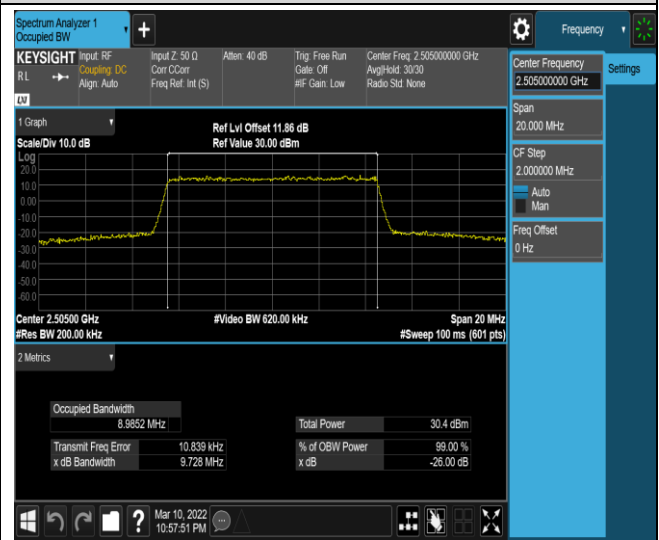 Spectrum Analyzer 1
Occupied BW
+
Frequency
KEYSIGHT
R L
LXI
Input: RF
Coupling: DC
Align: Auto
Input Z: 50 Ω
Corr CCorr
Freq Ref: Int (S)
Atten: 40 dB
Trig: Free Run
Gate: Off
#IF Gain: Low
Center Freq: 2.505000000 GHz
Avg|Hold: 30/30
Radio Std: None
Center Frequency
2.505000000 GHz
Settings
Span
20.000 MHz
CF Step
2.000000 MHz
Auto
Man
Freq Offset
0 Hz
1 Graph
Scale/Div 10.0 dB
Ref Lvl Offset 11.86 dB
Ref Value 30.00 dBm
Log
20.0
10.0
0.00
-10.0
-20.0
-30.0
-40.0
-50.0
-60.0
Center 2.50500 GHz
#Video BW 620.00 kHz
Span 20 MHz
#Res BW 200.00 kHz
#Sweep 100 ms (601 pts)
2 Metrics
Occupied Bandwidth
8.9852 MHz
Total Power 30.4 dBm
Transmit Freq Error 10.839 kHz
% of OBW Power 99.00 %
x dB Bandwidth 9.728 MHz
x dB -26.00 dB
?
Mar 10, 2022
10:57:51 PM